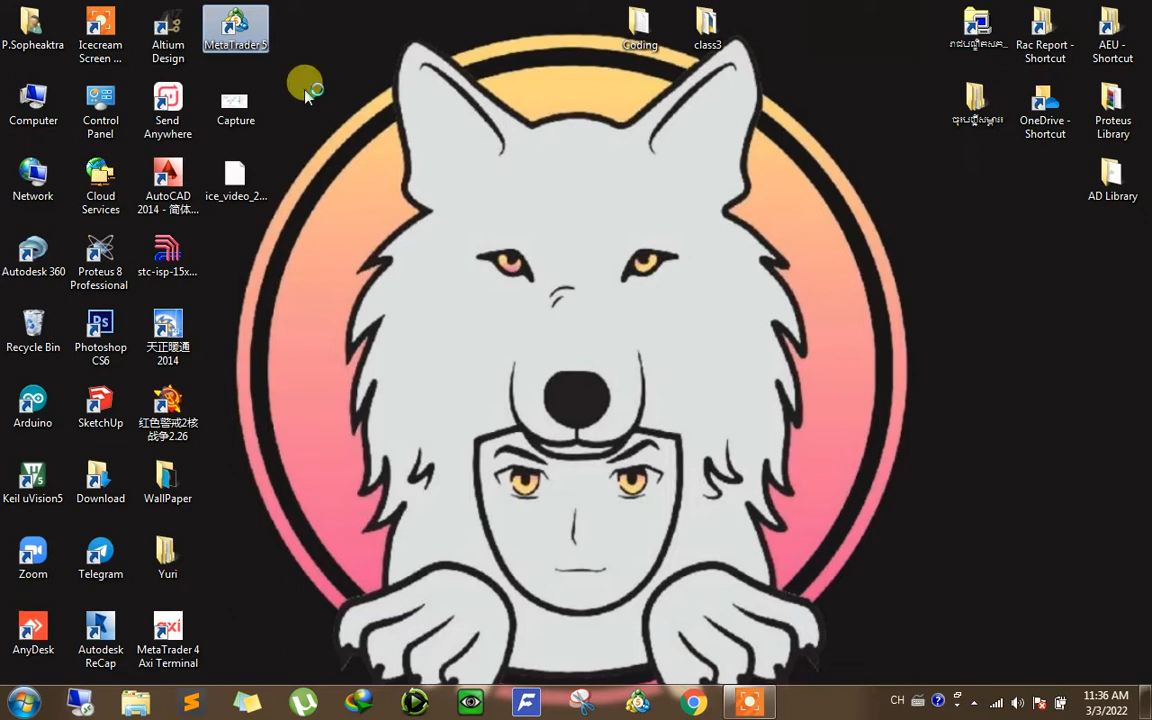 P.Sopheaktra
Icecream
Screen ...
Altium
Design
MetaTrader 5
Coding
class3
Rac Report -
Shortcut
AEU -
Shortcut
Computer
Control
Panel
Send
Anywhere
Capture
OneDrive -
Shortcut
Proteus
Library
Network
Cloud
Services
AutoCAD
2014 - 简体...
ice_video_2...
AD Library
Autodesk 360
Proteus 8
Professional
stc-isp-15x...
Recycle Bin
Photoshop
CS6
天正暖通
2014
Arduino
SketchUp
红色警戒2核
战争2.26
Keil uVision5
Download
WallPaper
Zoom
Telegram
Yuri
AnyDesk
Autodesk
ReCap
MetaTrader 4
Axi Terminal
CH
11:36 AM
3/3/2022